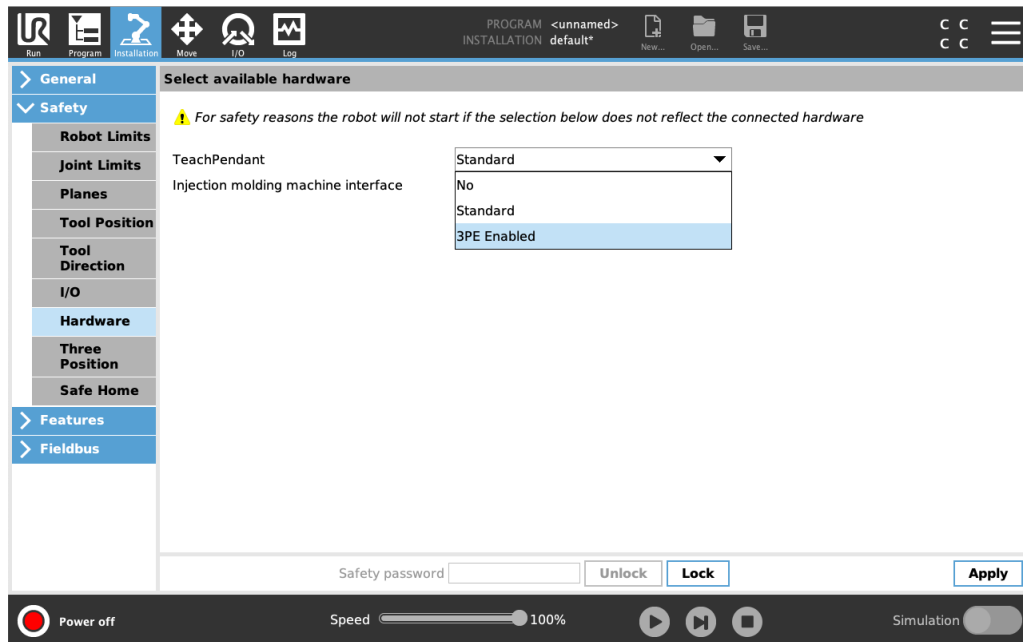 UR
Run
Program
Installation
Move
I/O
Log
PROGRAM <unnamed>
INSTALLATION default*
New...
Open...
Save...
C C
C C
General
Safety
Robot Limits
Joint Limits
Planes
Tool Position
Tool
Direction
I/O
Hardware
Three
Position
Safe Home
Features
Fieldbus
Select available hardware
For safety reasons the robot will not start if the selection below does not reflect the connected hardware
TeachPendant
Standard
Injection molding machine interface
No
Standard
3PE Enabled
Safety password
Unlock
Lock
Apply
Power off
Speed
100%
Simulation